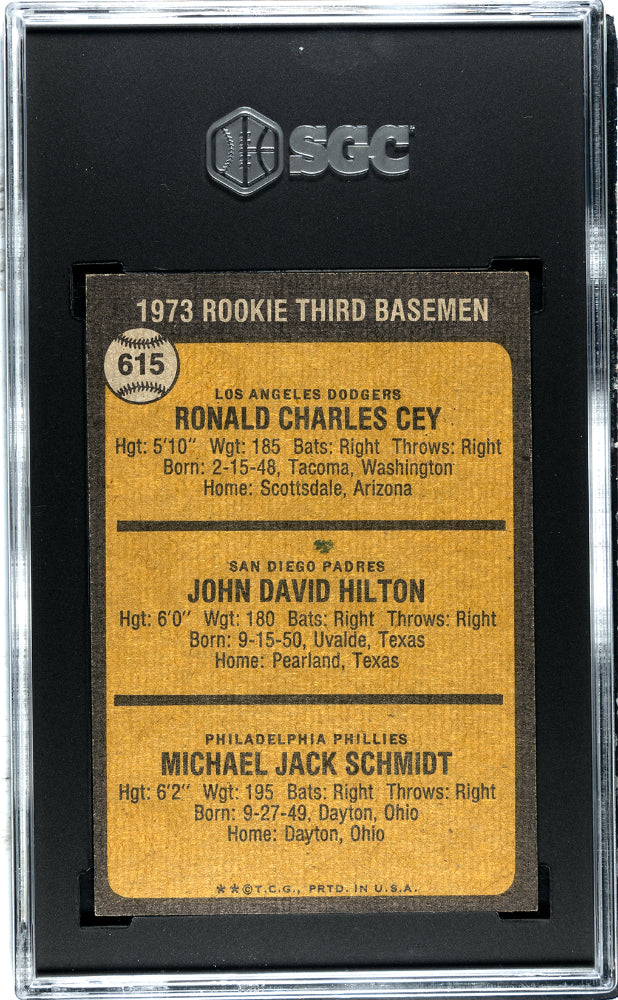 SGC
1973 ROOKIE THIRD BASEMEN
615
LOS ANGELES DODGERS
RONALD CHARLES CEY
Hgt: 5'10" Wgt: 185 Bats: Right Throws: Right
Born: 2-15-48, Tacoma, Washington
Home: Scottsdale, Arizona
SAN DIEGO PADRES
JOHN DAVID HILTON
Hgt: 6'0" Wgt: 180 Bats: Right Throws: Right
Born: 9-15-50, Uvalde, Texas
Home: Pearland, Texas
PHILADELPHIA PHILLIES
MICHAEL JACK SCHMIDT
Hgt: 6'2" Wgt: 195 Bats: Right Throws: Right
Born: 9-27-49, Dayton, Ohio
Home: Dayton, Ohio
**©T.C.G., PRTD. IN U.S.A.